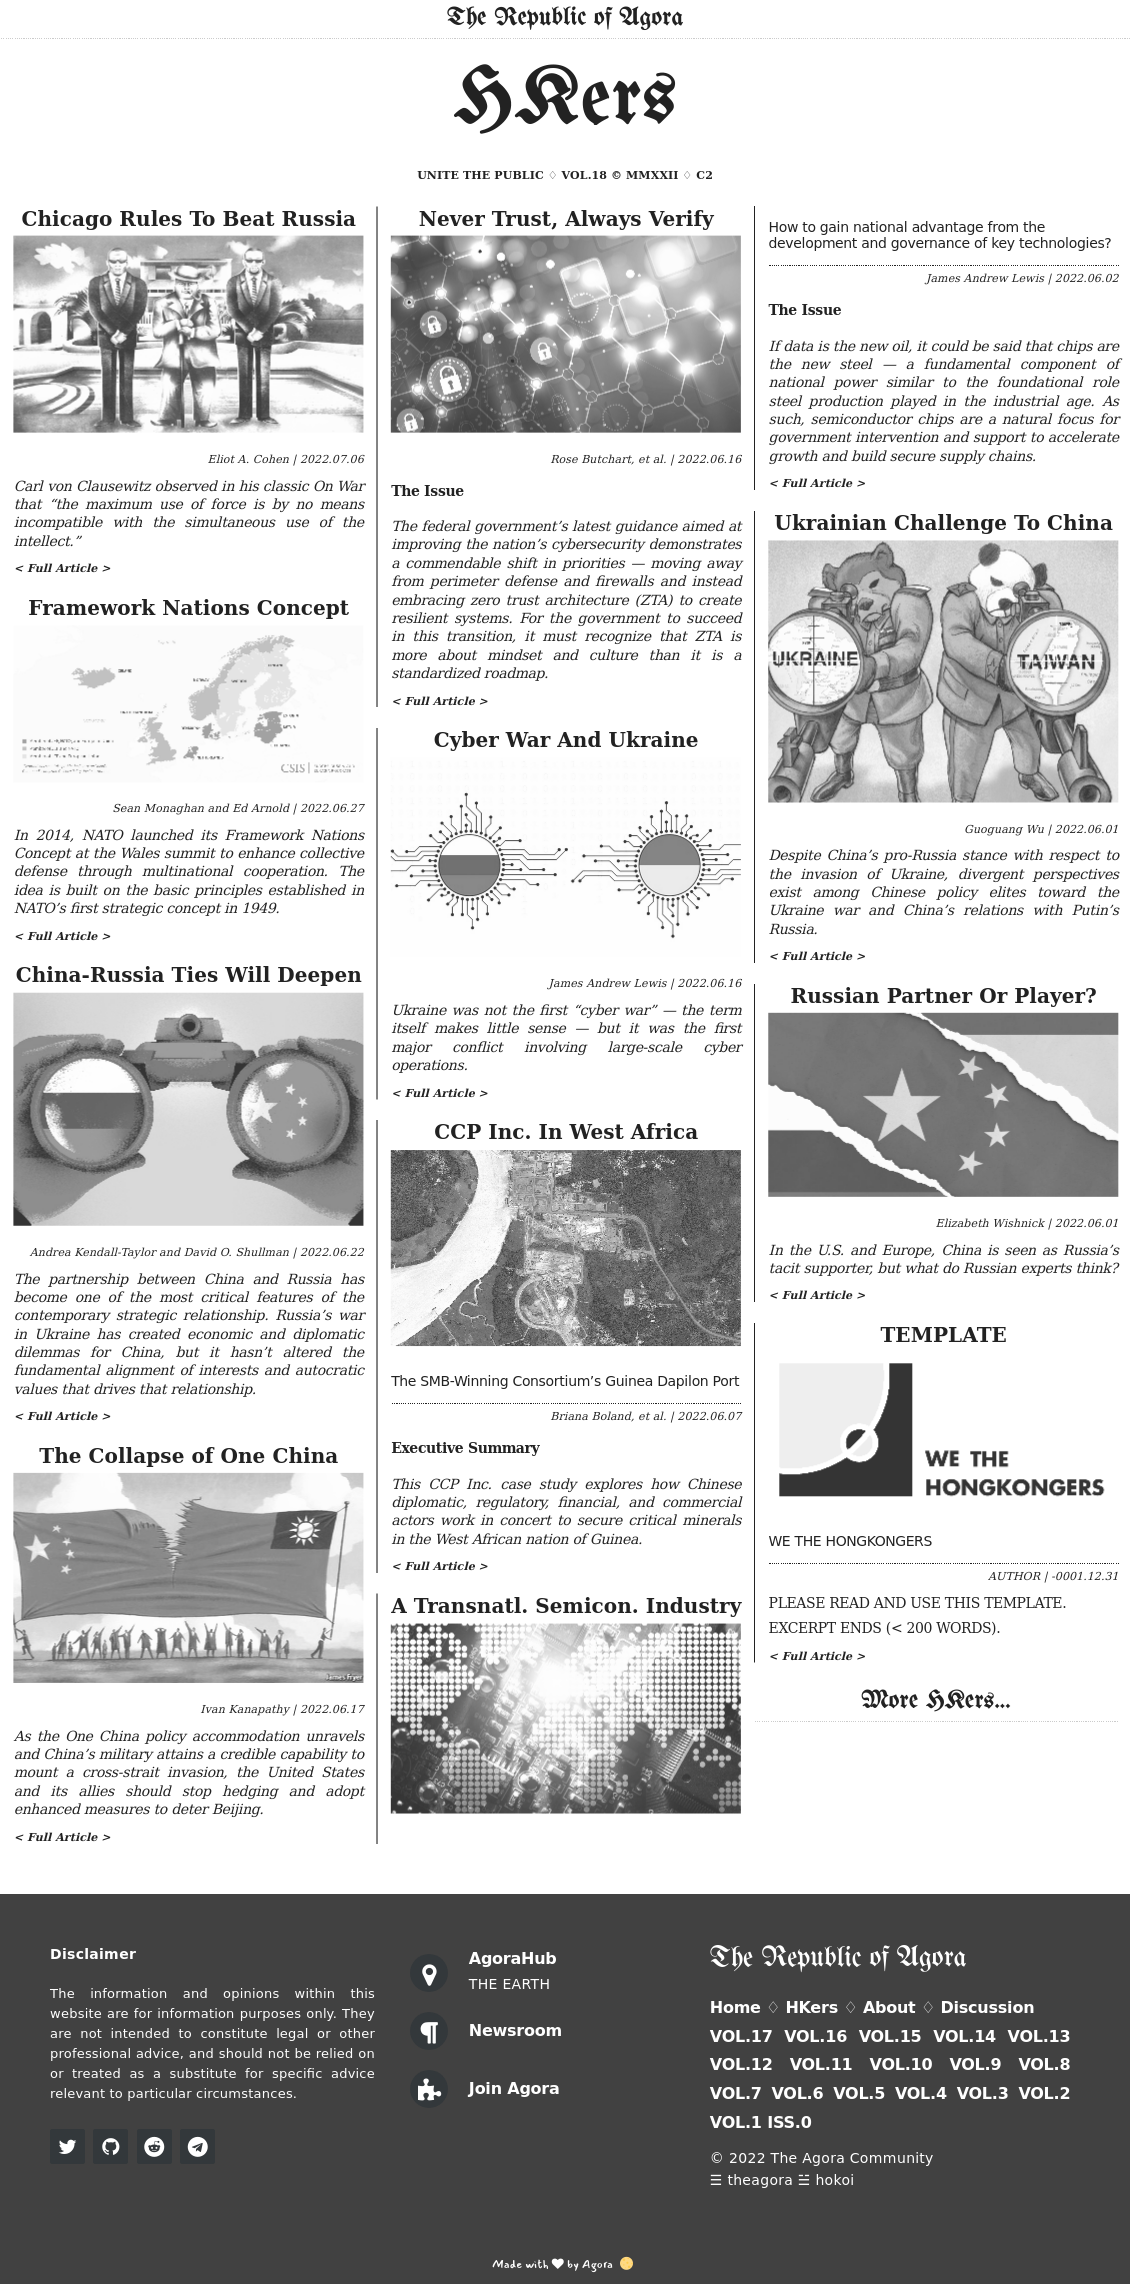 The Republic of Agora
HKers
UNITE THE PUBLIC ♢ VOL.18 © MMXXII ♢ C2
Chicago Rules To Beat Russia
Eliot A. Cohen | 2022.07.06
Carl von Clausewitz observed in his classic On War
that “the maximum use of force is by no means
incompatible with the simultaneous use of the
intellect.”
< Full Article >
Framework Nations Concept
CSIS
Sean Monaghan and Ed Arnold | 2022.06.27
In 2014, NATO launched its Framework Nations
Concept at the Wales summit to enhance collective
defense through multinational cooperation. The
idea is built on the basic principles established in
NATO’s first strategic concept in 1949.
< Full Article >
China-Russia Ties Will Deepen
Andrea Kendall-Taylor and David O. Shullman | 2022.06.22
The partnership between China and Russia has
become one of the most critical features of the
contemporary strategic relationship. Russia’s war
in Ukraine has created economic and diplomatic
dilemmas for China, but it hasn’t altered the
fundamental alignment of interests and autocratic
values that drives that relationship.
< Full Article >
The Collapse of One China
James Fryer
Ivan Kanapathy | 2022.06.17
As the One China policy accommodation unravels
and China’s military attains a credible capability to
mount a cross-strait invasion, the United States
and its allies should stop hedging and adopt
enhanced measures to deter Beijing.
< Full Article >
Never Trust, Always Verify
Rose Butchart, et al. | 2022.06.16
The Issue
The federal government’s latest guidance aimed at
improving the nation’s cybersecurity demonstrates
a commendable shift in priorities — moving away
from perimeter defense and firewalls and instead
embracing zero trust architecture (ZTA) to create
resilient systems. For the government to succeed
in this transition, it must recognize that ZTA is
more about mindset and culture than it is a
standardized roadmap.
< Full Article >
Cyber War And Ukraine
James Andrew Lewis | 2022.06.16
Ukraine was not the first “cyber war” — the term
itself makes little sense — but it was the first
major conflict involving large-scale cyber
operations.
< Full Article >
CCP Inc. In West Africa
The SMB-Winning Consortium’s Guinea Dapilon Port
Briana Boland, et al. | 2022.06.07
Executive Summary
This CCP Inc. case study explores how Chinese
diplomatic, regulatory, financial, and commercial
actors work in concert to secure critical minerals
in the West African nation of Guinea.
< Full Article >
A Transnatl. Semicon. Industry
How to gain national advantage from the
development and governance of key technologies?
James Andrew Lewis | 2022.06.02
The Issue
If data is the new oil, it could be said that chips are
the new steel — a fundamental component of
national power similar to the foundational role
steel production played in the industrial age. As
such, semiconductor chips are a natural focus for
government intervention and support to accelerate
growth and build secure supply chains.
< Full Article >
Ukrainian Challenge To China
UKRAINE
TAIWAN
Guoguang Wu | 2022.06.01
Despite China’s pro-Russia stance with respect to
the invasion of Ukraine, divergent perspectives
exist among Chinese policy elites toward the
Ukraine war and China’s relations with Putin’s
Russia.
< Full Article >
Russian Partner Or Player?
Elizabeth Wishnick | 2022.06.01
In the U.S. and Europe, China is seen as Russia’s
tacit supporter, but what do Russian experts think?
< Full Article >
TEMPLATE
WE THE
HONGKONGERS
WE THE HONGKONGERS
AUTHOR | -0001.12.31
PLEASE READ AND USE THIS TEMPLATE.
EXCERPT ENDS (< 200 WORDS).
< Full Article >
More HKers...
Disclaimer
The information and opinions within this
website are for information purposes only. They
are not intended to constitute legal or other
professional advice, and should not be relied on
or treated as a substitute for specific advice
relevant to particular circumstances.
AgoraHub
THE EARTH
Newsroom
Join Agora
The Republic of Agora
Home ♢ HKers ♢ About ♢ Discussion
VOL.17 VOL.16 VOL.15 VOL.14 VOL.13
VOL.12 VOL.11 VOL.10 VOL.9 VOL.8
VOL.7 VOL.6 VOL.5 VOL.4 VOL.3 VOL.2
VOL.1 ISS.0
© 2022 The Agora Community
☰ theagora ☱ hokoi
Made with ♥ by Agora